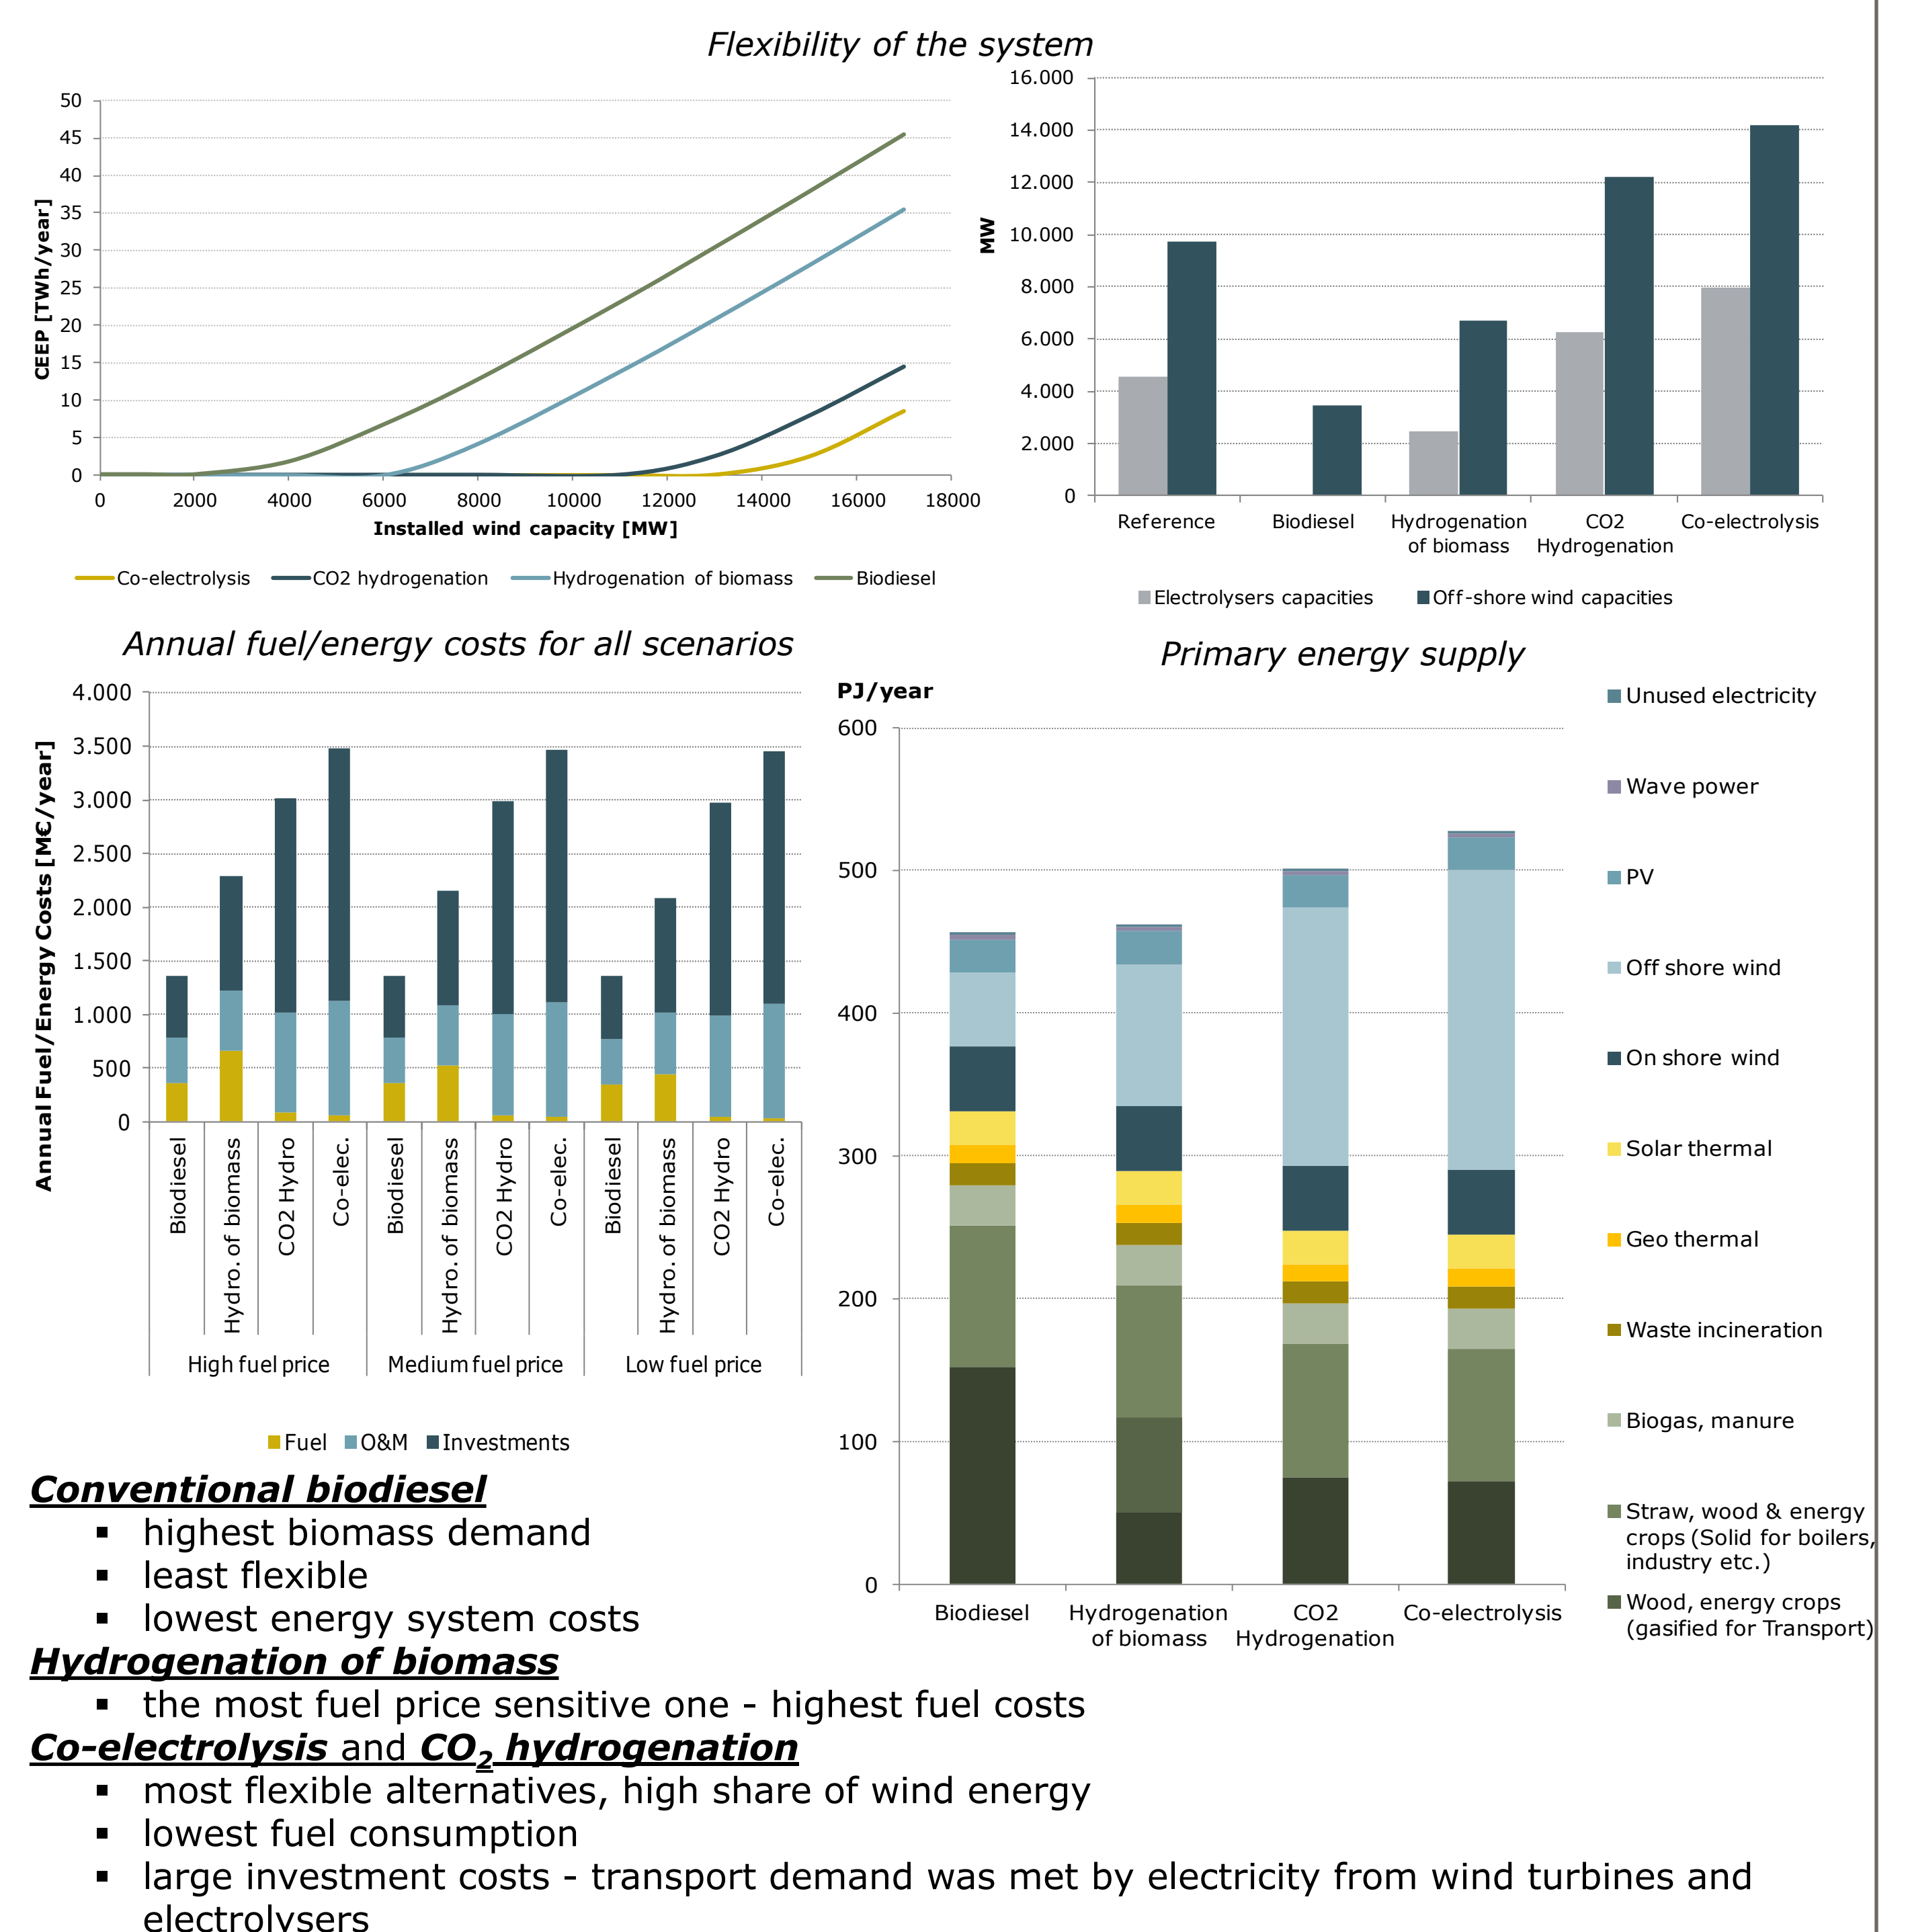 Flexibility of the system
50
45
40
35
30
25
20
15
10
5
0
CEEP [TWh/year]
0 2000 4000 6000 8000 10000 12000 14000 16000 18000
Installed wind capacity [MW]
Co-electrolysis CO2 hydrogenation Hydrogenation of biomass Biodiesel
16.000
14.000
12.000
10.000
8.000
6.000
4.000
2.000
0
MW
Reference Biodiesel Hydrogenation CO2 Co-electrolysis
of biomass Hydrogenation
Electrolysers capacities Off-shore wind capacities
Annual fuel/energy costs for all scenarios
4.000
3.500
3.000
2.500
2.000
1.500
1.000
500
0
Annual Fuel/Energy Costs [M€/year]
Biodiesel
Hydro. of biomass
CO2 Hydro
Co-elec.
Biodiesel
Hydro. of biomass
CO2 Hydro
Co-elec.
Biodiesel
Hydro. of biomass
CO2 Hydro
Co-elec.
High fuel price Medium fuel price Low fuel price
Fuel O&M Investments
Primary energy supply
PJ/year
600
500
400
300
200
100
0
Biodiesel Hydrogenation CO2 Co-electrolysis
of biomass Hydrogenation
Unused electricity
Wave power
PV
Off shore wind
On shore wind
Solar thermal
Geo thermal
Waste incineration
Biogas, manure
Straw, wood & energy
crops (Solid for boilers,
industry etc.)
Wood, energy crops
(gasified for Transport)
Conventional biodiesel
▪ highest biomass demand
▪ least flexible
▪ lowest energy system costs
Hydrogenation of biomass
▪ the most fuel price sensitive one - highest fuel costs
Co-electrolysis and CO2 hydrogenation
▪ most flexible alternatives, high share of wind energy
▪ lowest fuel consumption
▪ large investment costs - transport demand was met by electricity from wind turbines and
electrolysers